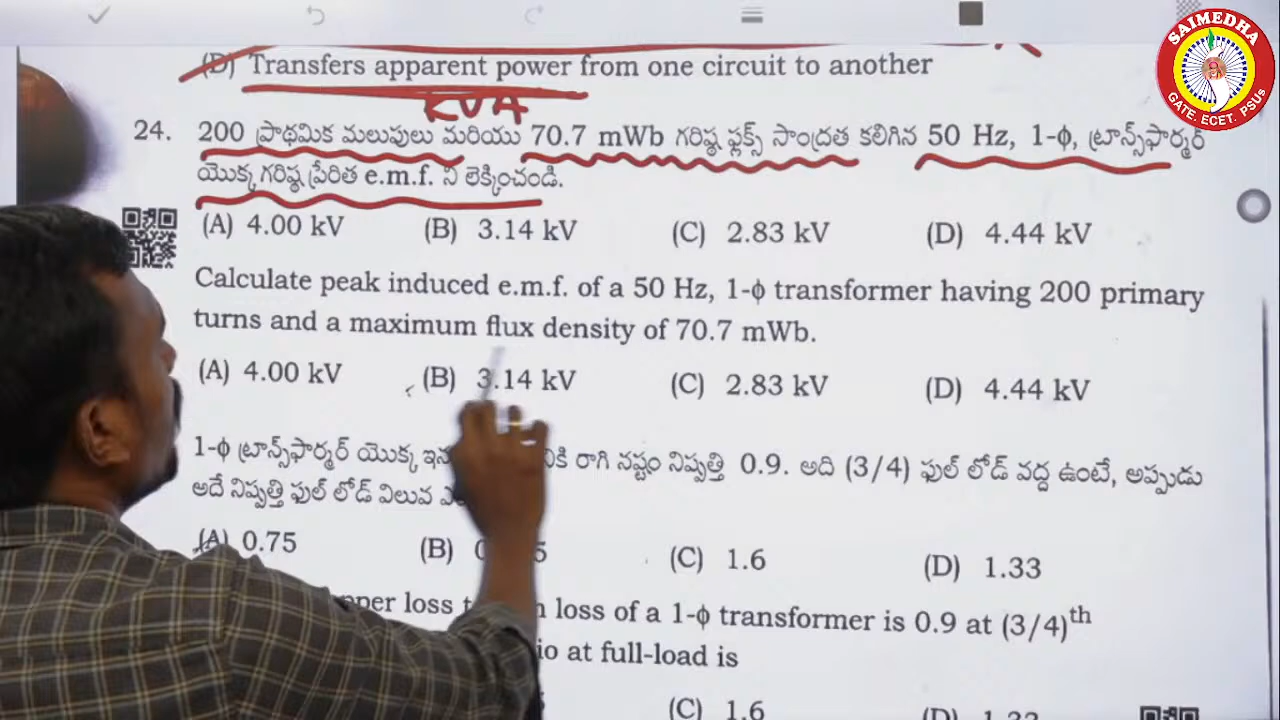 (D) Transfers apparent power from one circuit to another
KVA
24. 200 ప్రాథమిక మలుపులు మరియు 70.7 mWb గరిష్ఠ ఫ్లక్స్ సాంద్రత కలిగిన 50 Hz, 1-ϕ, ట్రాన్స్‌ఫార్మర్
యొక్క గరిష్ఠ ప్రేరిత e.m.f. ని లెక్కించండి.
(A) 4.00 kV (B) 3.14 kV (C) 2.83 kV (D) 4.44 kV
Calculate peak induced e.m.f. of a 50 Hz, 1-ϕ transformer having 200 primary
turns and a maximum flux density of 70.7 mWb.
(A) 4.00 kV (B) 3.14 kV (C) 2.83 kV (D) 4.44 kV
1-ϕ ట్రాన్స్‌ఫార్మర్ యొక్క రాగి నష్టం నిష్పత్తి 0.9. అది (3/4) ఫుల్ లోడ్ వద్ద ఉంటే, అప్పుడు
అదే నిష్పత్తి ఫుల్ లోడ్ విలువ
(A) 0.75 (B) (C) 1.6 (D) 1.33
loss of a 1-ϕ transformer is 0.9 at (3/4)th
at full-load is
(C) 1.6 (D) 1.33
SAIMEDHA
GATE. ECET. PSUs